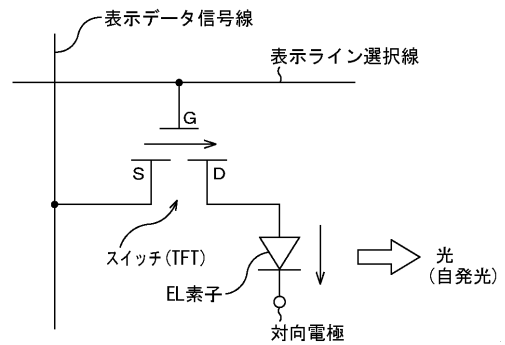 表示データ信号線
表示ライン選択線
G
S
D
スイッチ(TFT)
EL素子
光
(自発光)
対向電極